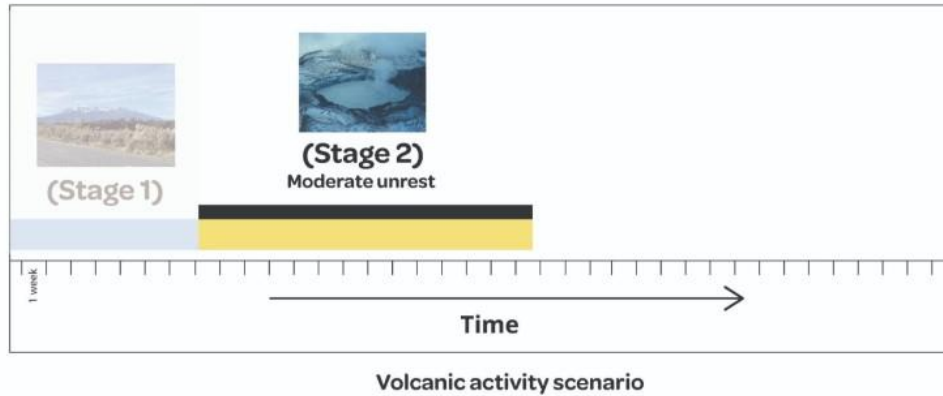 (Stage 1)
(Stage 2)
Moderate unrest
1 week
Time
Volcanic activity scenario